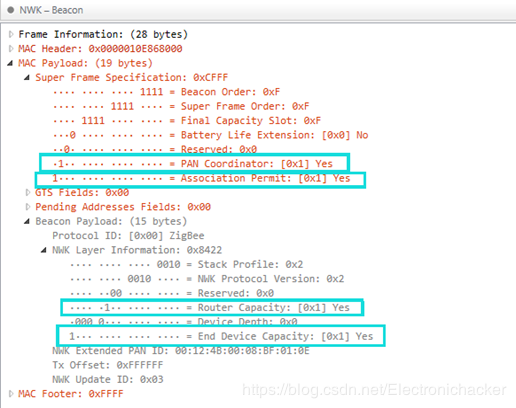 NWK – Beacon
Frame Information: (28 bytes)
MAC Header: 0x0000010E868000
MAC Payload: (19 bytes)
Super Frame Specification: 0xCFFF
···· ···· ···· 1111 = Beacon Order: 0xF
···· ···· 1111 ···· = Super Frame Order: 0xF
···· 1111 ···· ···· = Final Capacity Slot: 0xF
···0 ···· ···· ···· = Battery Life Extension: [0x0] No
··0· ···· ···· ···· = Reserved: 0x0
·1·· ···· ···· ···· = PAN Coordinator: [0x1] Yes
1··· ···· ···· ···· = Association Permit: [0x1] Yes
GTS Fields: 0x00
Pending Addresses Fields: 0x00
Beacon Payload: (15 bytes)
Protocol ID: [0x00] ZigBee
NWK Layer Information: 0x8422
···· ···· ···· 0010 = Stack Profile: 0x2
···· ···· 0010 ···· = NWK Protocol Version: 0x2
···· ··00 ···· ···· = Reserved: 0x0
···· ·1·· ···· ···· = Router Capacity: [0x1] Yes
·000 0··· ···· ···· = Device Depth: 0x0
1··· ···· ···· ···· = End Device Capacity: [0x1] Yes
NWK Extended PAN ID: 00:12:4B:00:08:BF:01:0E
Tx Offset: 0xFFFFFF
NWK Update ID: 0x03
MAC Footer: 0xFFFF
https://blog.csdn.net/Electronichacker